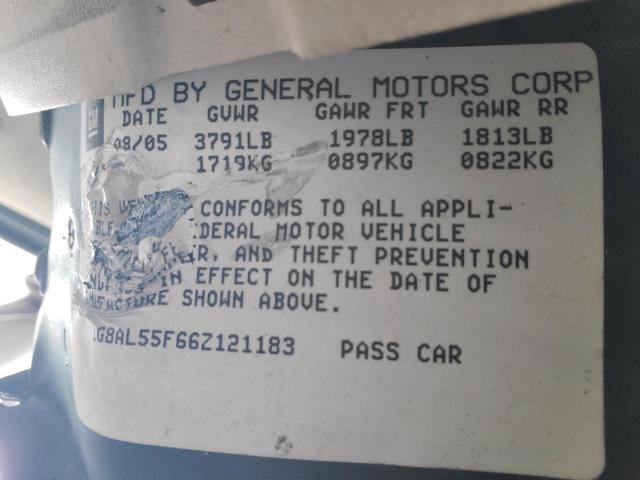 GM
MFD BY GENERAL MOTORS CORP
DATE GVWR GAWR FRT GAWR RR
08/05 3791LB 1978LB 1813LB
1719KG 0897KG 0822KG
CONFORMS TO ALL APPLI-
DERAL MOTOR VEHICLE
R, AND THEFT PREVENTION
IN EFFECT ON THE DATE OF
MANUFACTURE SHOWN ABOVE.
1G8AL55F66Z121183 PASS CAR